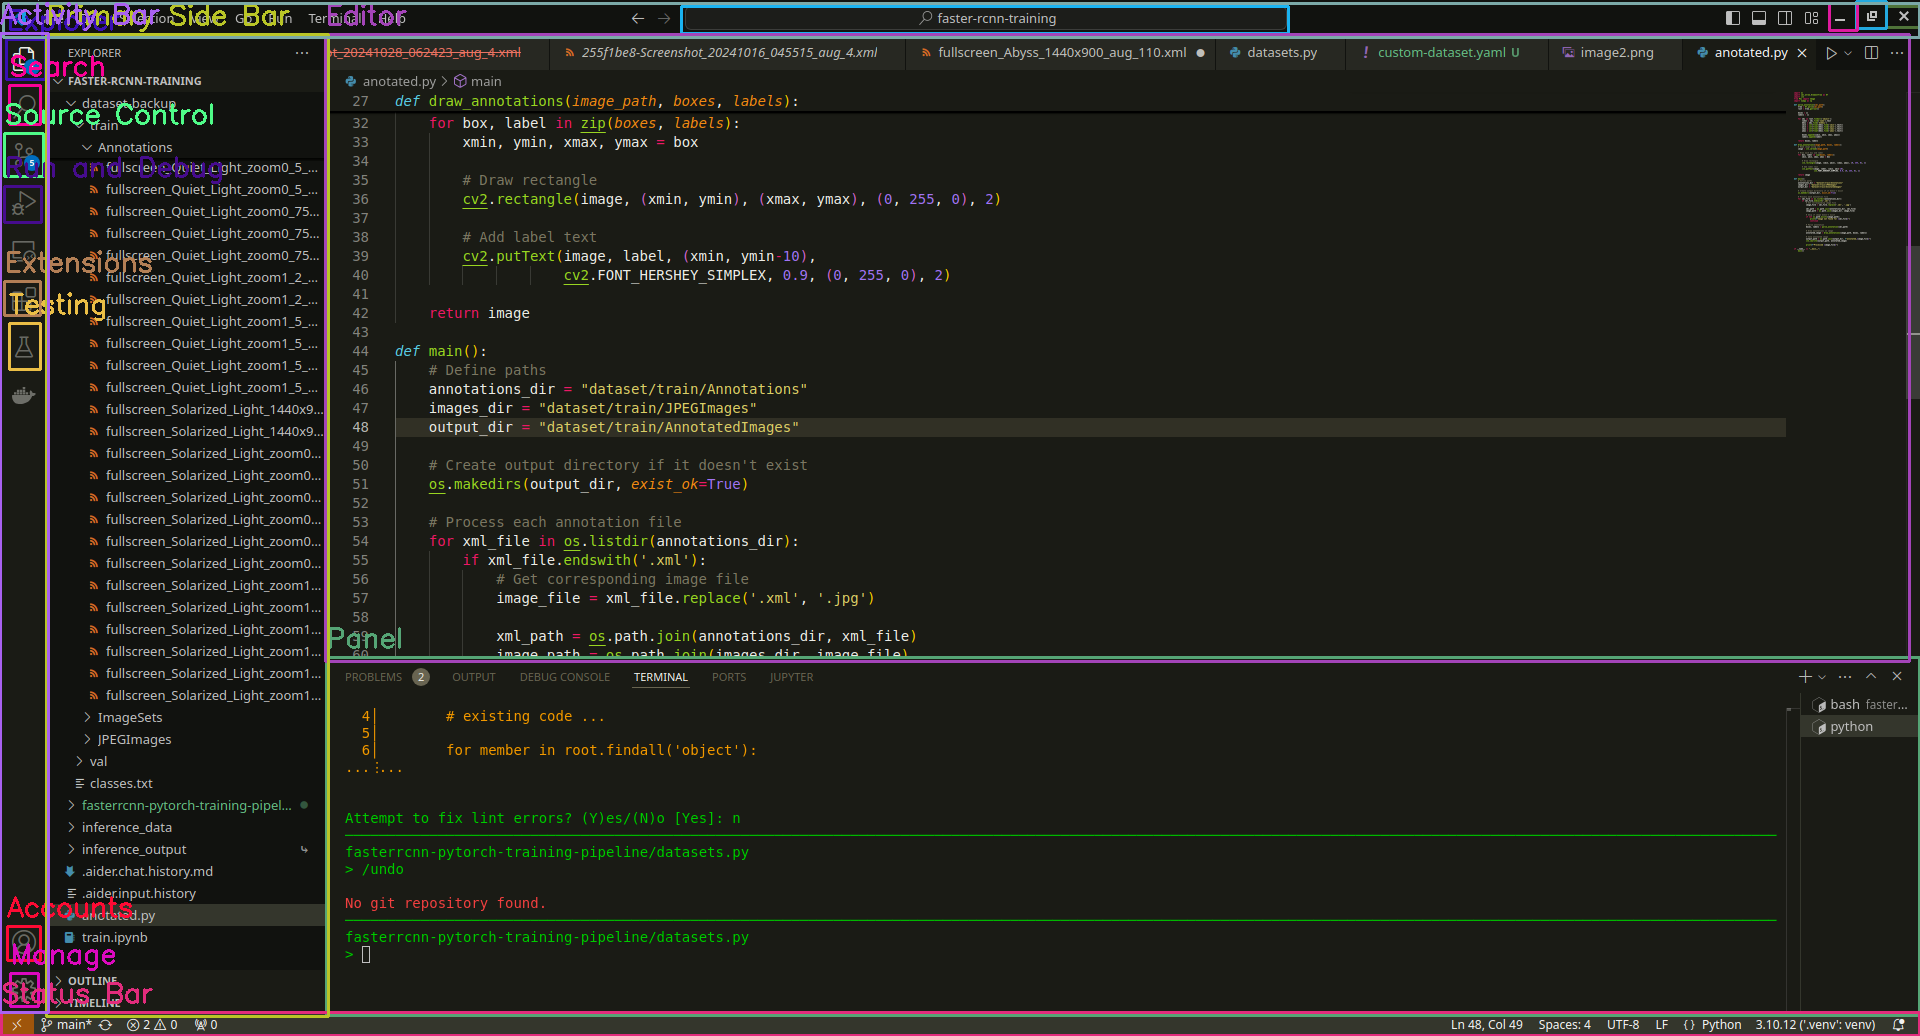 Activity Bar
Primary Side Bar
Editor
Go
Run
Terminal
Help
faster-rcnn-training
EXPLORER
Search
FASTER-RCNN-TRAINING
dataset_backup
Source Control
train
Annotations
5
Run and Debug
fullscreen_Quiet_Light_zoom0_5_...
fullscreen_Quiet_Light_zoom0_5_...
fullscreen_Quiet_Light_zoom0_75...
fullscreen_Quiet_Light_zoom0_75...
fullscreen_Quiet_Light_zoom0_75...
Extensions
fullscreen_Quiet_Light_zoom1_2_...
fullscreen_Quiet_Light_zoom1_2_...
Testing
fullscreen_Quiet_Light_zoom1_5_...
fullscreen_Quiet_Light_zoom1_5_...
fullscreen_Quiet_Light_zoom1_5_...
fullscreen_Quiet_Light_zoom1_5_...
fullscreen_Solarized_Light_1440x9...
fullscreen_Solarized_Light_1440x9...
fullscreen_Solarized_Light_zoom0...
fullscreen_Solarized_Light_zoom0...
fullscreen_Solarized_Light_zoom0...
fullscreen_Solarized_Light_zoom0...
fullscreen_Solarized_Light_zoom0...
fullscreen_Solarized_Light_zoom0...
fullscreen_Solarized_Light_zoom1...
fullscreen_Solarized_Light_zoom1...
fullscreen_Solarized_Light_zoom1...
fullscreen_Solarized_Light_zoom1...
fullscreen_Solarized_Light_zoom1...
fullscreen_Solarized_Light_zoom1...
ImageSets
JPEGImages
val
classes.txt
fasterrcnn-pytorch-training-pipel...
inference_data
inference_output
.aider.chat.history.md
.aider.input.history
Accounts
anotated.py
train.ipynb
Manage
OUTLINE
Status Bar
TIMELINE
ot_20241028_062423_aug_4.xml
255f1be8-Screenshot_20241016_045515_aug_4.xml
fullscreen_Abyss_1440x900_aug_110.xml
datasets.py
custom-dataset.yaml U
image2.png
anotated.py
anotated.py > main
27 def draw_annotations(image_path, boxes, labels):
32 for box, label in zip(boxes, labels):
33 xmin, ymin, xmax, ymax = box
34
35 # Draw rectangle
36 cv2.rectangle(image, (xmin, ymin), (xmax, ymax), (0, 255, 0), 2)
37
38 # Add label text
39 cv2.putText(image, label, (xmin, ymin-10),
40 cv2.FONT_HERSHEY_SIMPLEX, 0.9, (0, 255, 0), 2)
41
42 return image
43
44 def main():
45 # Define paths
46 annotations_dir = "dataset/train/Annotations"
47 images_dir = "dataset/train/JPEGImages"
48 output_dir = "dataset/train/AnnotatedImages"
49
50 # Create output directory if it doesn't exist
51 os.makedirs(output_dir, exist_ok=True)
52
53 # Process each annotation file
54 for xml_file in os.listdir(annotations_dir):
55 if xml_file.endswith('.xml'):
56 # Get corresponding image file
57 image_file = xml_file.replace('.xml', '.jpg')
58
59 xml_path = os.path.join(annotations_dir, xml_file)
60 image_path = os.path.join(images_dir, image_file)
Panel
PROBLEMS 2 OUTPUT DEBUG CONSOLE TERMINAL PORTS JUPYTER
4│ # existing code ...
5│
6│ for member in root.findall('object'):
...⋮...
Attempt to fix lint errors? (Y)es/(N)o [Yes]: n
fasterrcnn-pytorch-training-pipeline/datasets.py
> /undo
No git repository found.
fasterrcnn-pytorch-training-pipeline/datasets.py
>
bash faster...
python
main* 2 0 0
Ln 48, Col 49 Spaces: 4 UTF-8 LF { } Python 3.10.12 ('.venv': venv)